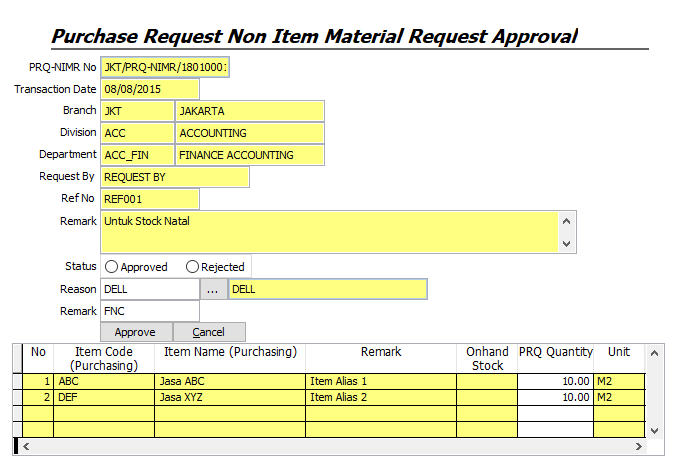 Purchase Request Non Item Material Request Approval
PRQ-NIMR No JKT/PRQ-NIMR/18010001
Transaction Date 08/08/2015
Branch JKT JAKARTA
Division ACC ACCOUNTING
Department ACC_FIN FINANCE ACCOUNTING
Request By REQUEST BY
Ref No REF001
Remark Untuk Stock Natal
Status Approved Rejected
Reason DELL ... DELL
Remark FNC
Approve Cancel
No Item Code (Purchasing) Item Name (Purchasing) Remark Onhand Stock PRQ Quantity Unit
1 ABC Jasa ABC Item Alias 1 10.00 M2
2 DEF Jasa XYZ Item Alias 2 10.00 M2